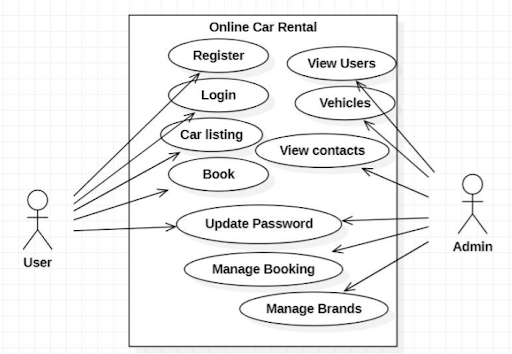 Online Car Rental
Register
View Users
Login
Vehicles
Car listing
View contacts
Book
Update Password
User
Admin
Manage Booking
Manage Brands